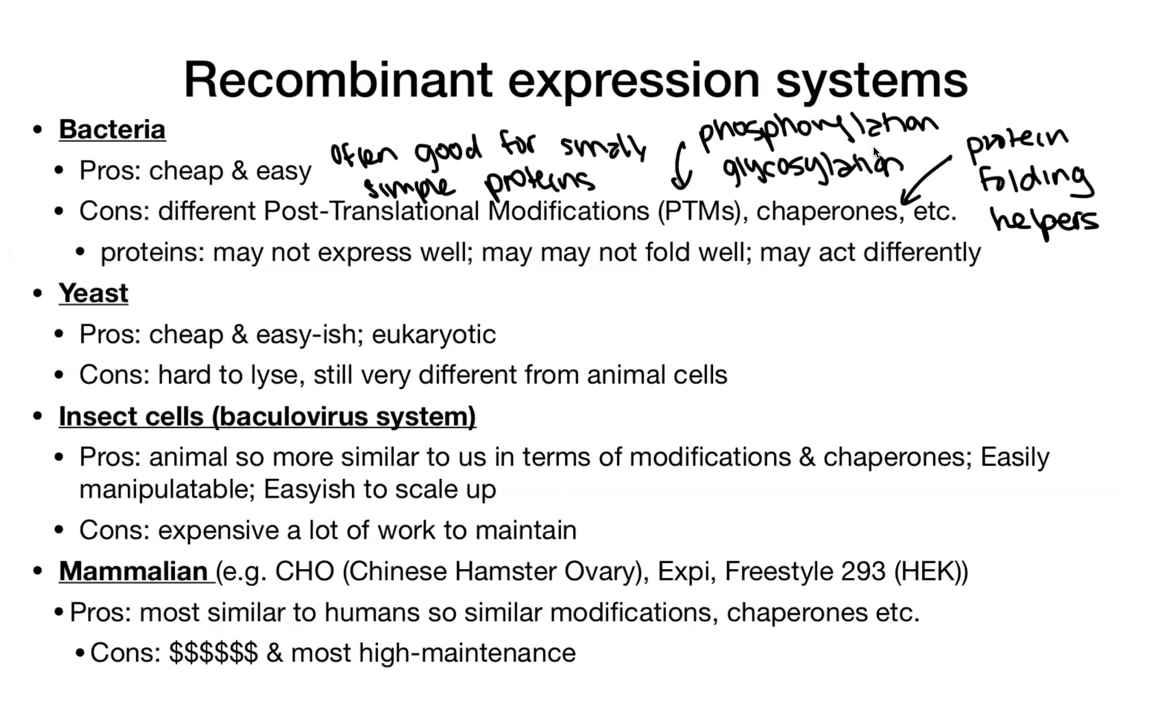 Recombinant expression systems
• Bacteria
• Pros: cheap & easy
often good for small
simple proteins
phosphorylation
glycosylation
protein
folding
helpers
• Cons: different Post-Translational Modifications (PTMs), chaperones, etc.
• proteins: may not express well; may may not fold well; may act differently
• Yeast
• Pros: cheap & easy-ish; eukaryotic
• Cons: hard to lyse, still very different from animal cells
• Insect cells (baculovirus system)
• Pros: animal so more similar to us in terms of modifications & chaperones; Easily
manipulatable; Easyish to scale up
• Cons: expensive a lot of work to maintain
• Mammalian (e.g. CHO (Chinese Hamster Ovary), Expi, Freestyle 293 (HEK))
• Pros: most similar to humans so similar modifications, chaperones etc.
• Cons: $$$$$$ & most high-maintenance